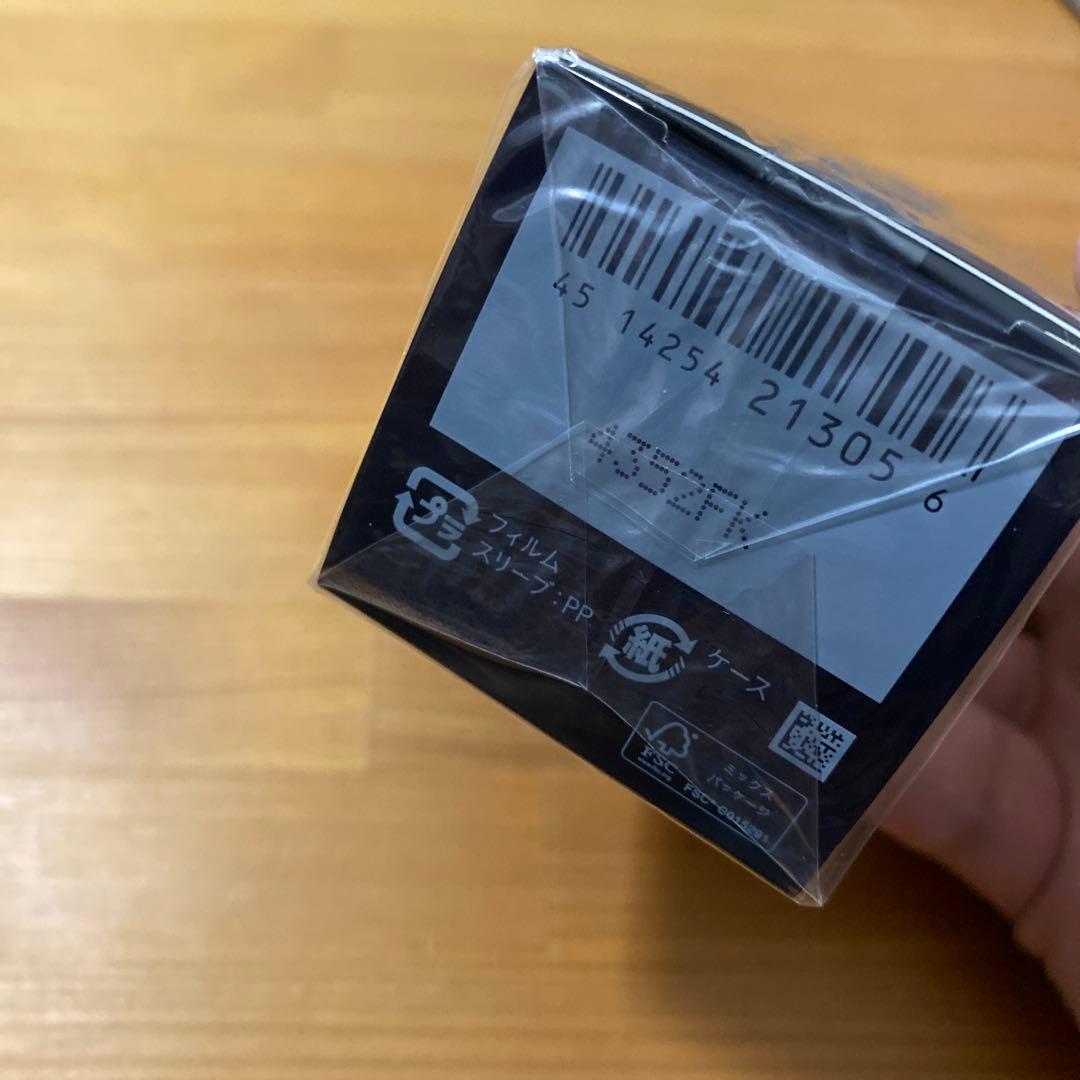 45 14254 21305 6
4352FK
プラ
フィルム
スリーブ:PP
紙
ケース
FSC
ミックス
パッケージ